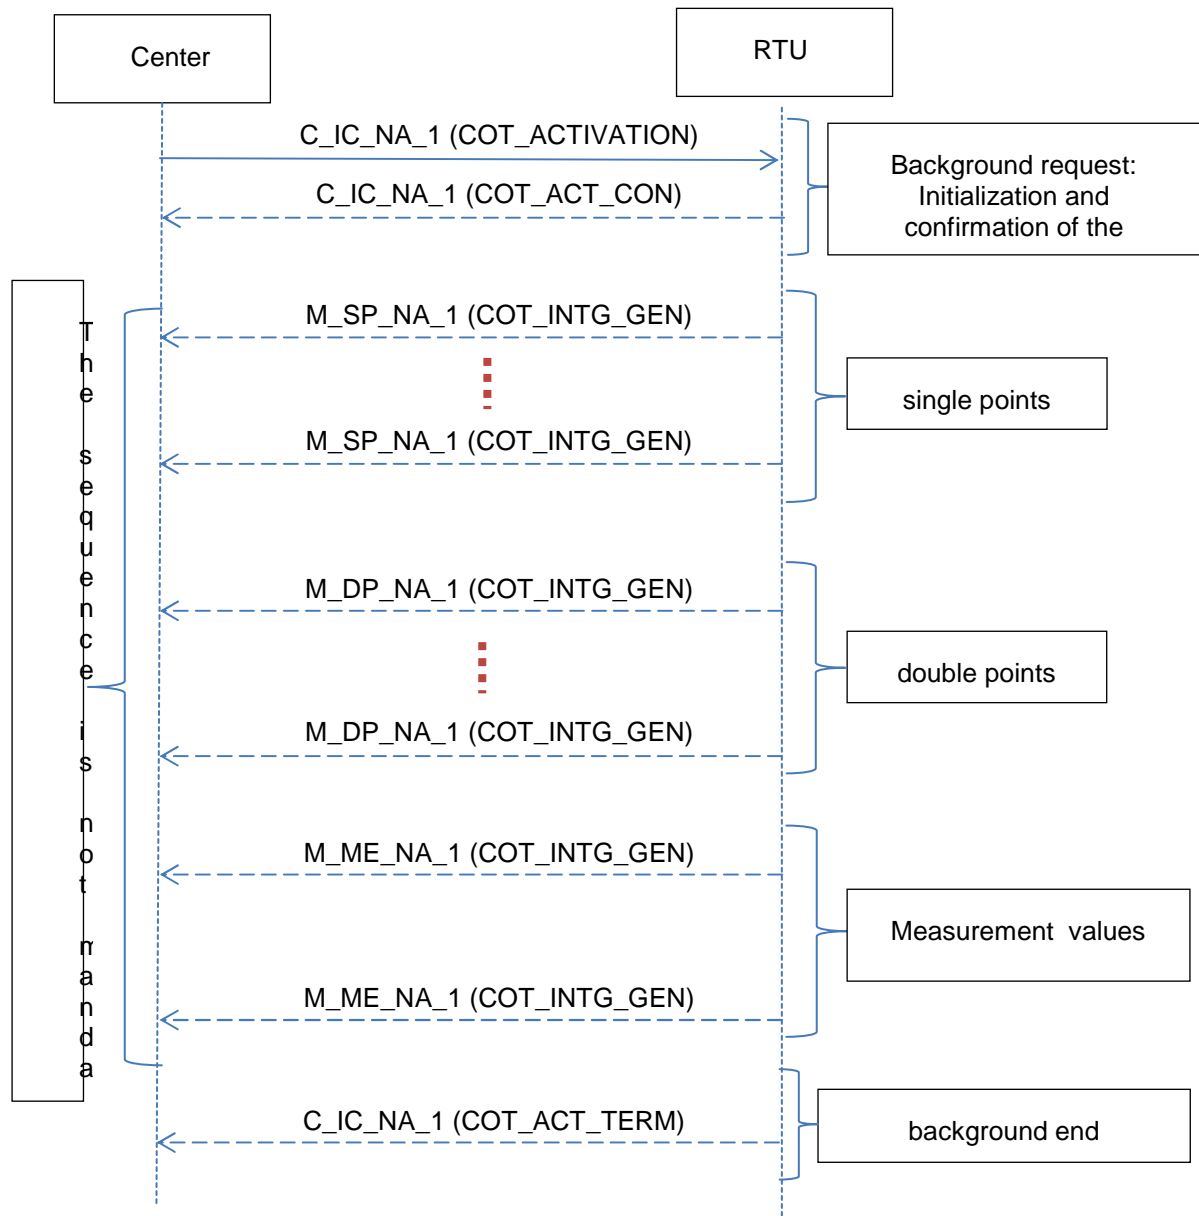 Center
RTU
C_IC_NA_1 (COT_ACTIVATION)
C_IC_NA_1 (COT_ACT_CON)
Background request:
Initialization and
confirmation of the
M_SP_NA_1 (COT_INTG_GEN)
M_SP_NA_1 (COT_INTG_GEN)
single points
The sequence is not manda
M_DP_NA_1 (COT_INTG_GEN)
M_DP_NA_1 (COT_INTG_GEN)
double points
M_ME_NA_1 (COT_INTG_GEN)
M_ME_NA_1 (COT_INTG_GEN)
Measurement values
C_IC_NA_1 (COT_ACT_TERM)
background end